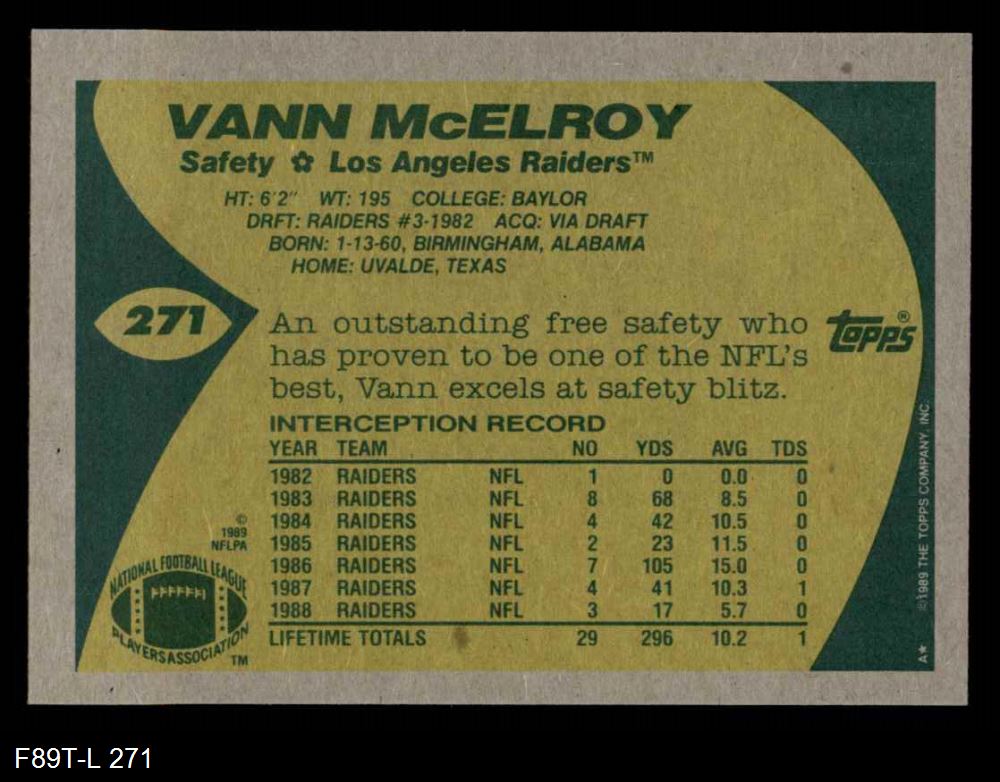 VANN McELROY
Safety ✿ Los Angeles Raiders™
HT: 6'2" WT: 195 COLLEGE: BAYLOR
DRFT: RAIDERS #3-1982 ACQ: VIA DRAFT
BORN: 1-13-60, BIRMINGHAM, ALABAMA
HOME: UVALDE, TEXAS
271
An outstanding free safety who
has proven to be one of the NFL's
best, Vann excels at safety blitz.
TOPPS®
INTERCEPTION RECORD
YEAR TEAM NO YDS AVG TDS
1982 RAIDERS NFL 1 0 0.0 0
1983 RAIDERS NFL 8 68 8.5 0
1984 RAIDERS NFL 4 42 10.5 0
1985 RAIDERS NFL 2 23 11.5 0
1986 RAIDERS NFL 7 105 15.0 0
1987 RAIDERS NFL 4 41 10.3 1
1988 RAIDERS NFL 3 17 5.7 0
LIFETIME TOTALS 29 296 10.2 1
©
1989
NFLPA
NATIONAL FOOTBALL LEAGUE
PLAYERS ASSOCIATION
TM
©1989 THE TOPPS COMPANY, INC.
A*
F89T-L 271